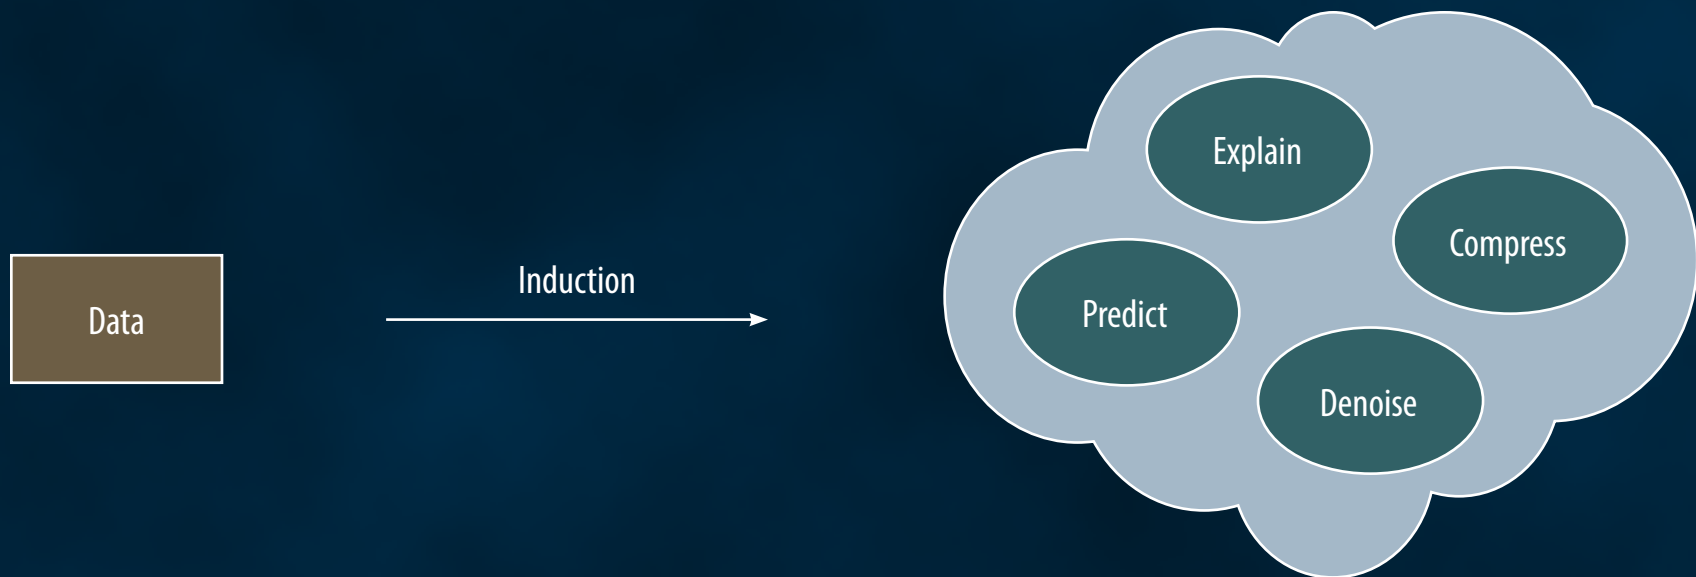 Data
Induction
Explain
Compress
Predict
Denoise